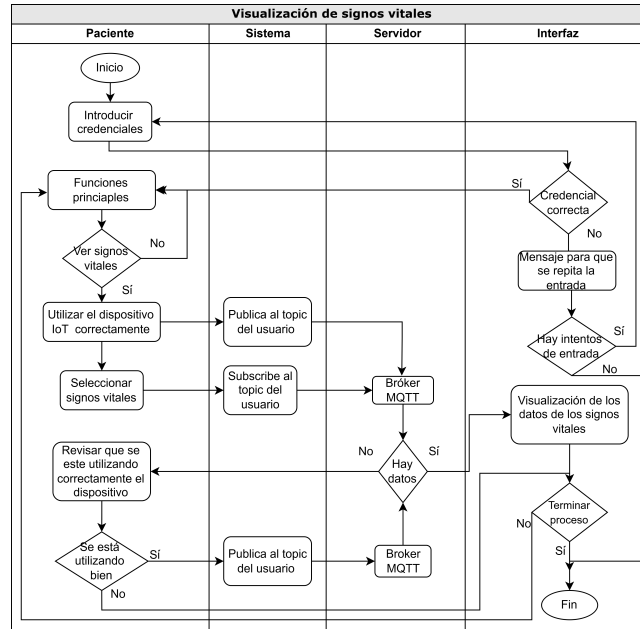 Visualización de signos vitales
Paciente
Sistema
Servidor
Interfaz
Inicio
Introducir
credenciales
Funciones
princiaples
Sí
Credencial
correcta
No
Ver signos
vitales
No
Sí
Mensaje para que
se repita la
entrada
Utilizar el dispositivo
IoT correctamente
Publica al topic
del usuario
Hay intentos
de entrada
Sí
No
Seleccionar
signos vitales
Subscribe al
topic del
usuario
Bróker
MQTT
Visualización de los
datos de los signos
vitales
Revisar que se
este utilizando
correctamente el
dispositivo
No
Sí
Hay
datos
Terminar
proceso
No
Sí
Se está
utilizando
bien
Sí
No
Publica al topic
del usuario
Broker
MQTT
Fin